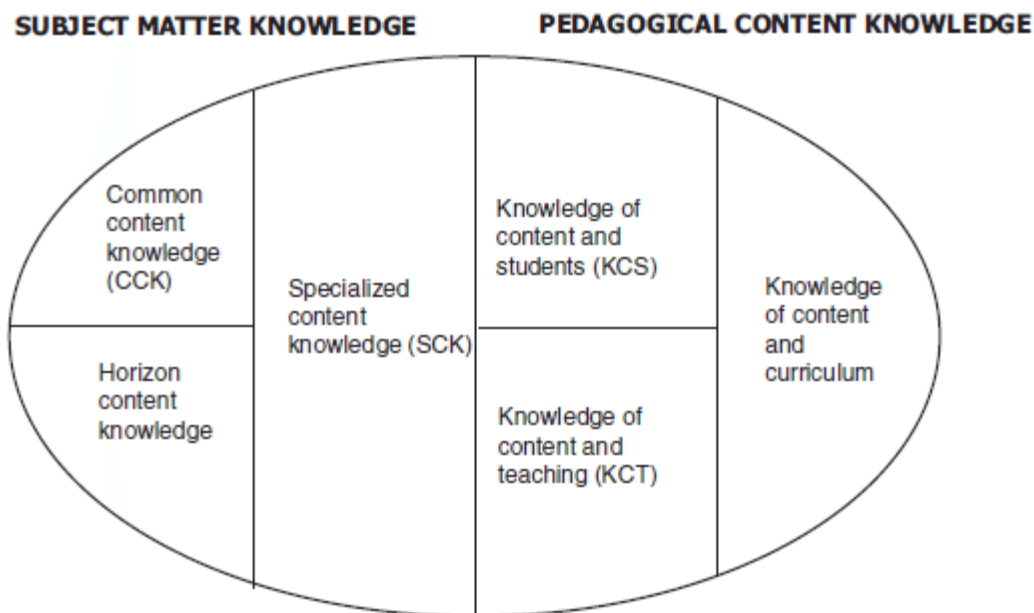 SUBJECT MATTER KNOWLEDGE
PEDAGOGICAL CONTENT KNOWLEDGE
Common
content
knowledge
(CCK)
Horizon
content
knowledge
Specialized
content
knowledge (SCK)
Knowledge of
content and
students (KCS)
Knowledge of
content and
teaching (KCT)
Knowledge
of content
and
curriculum